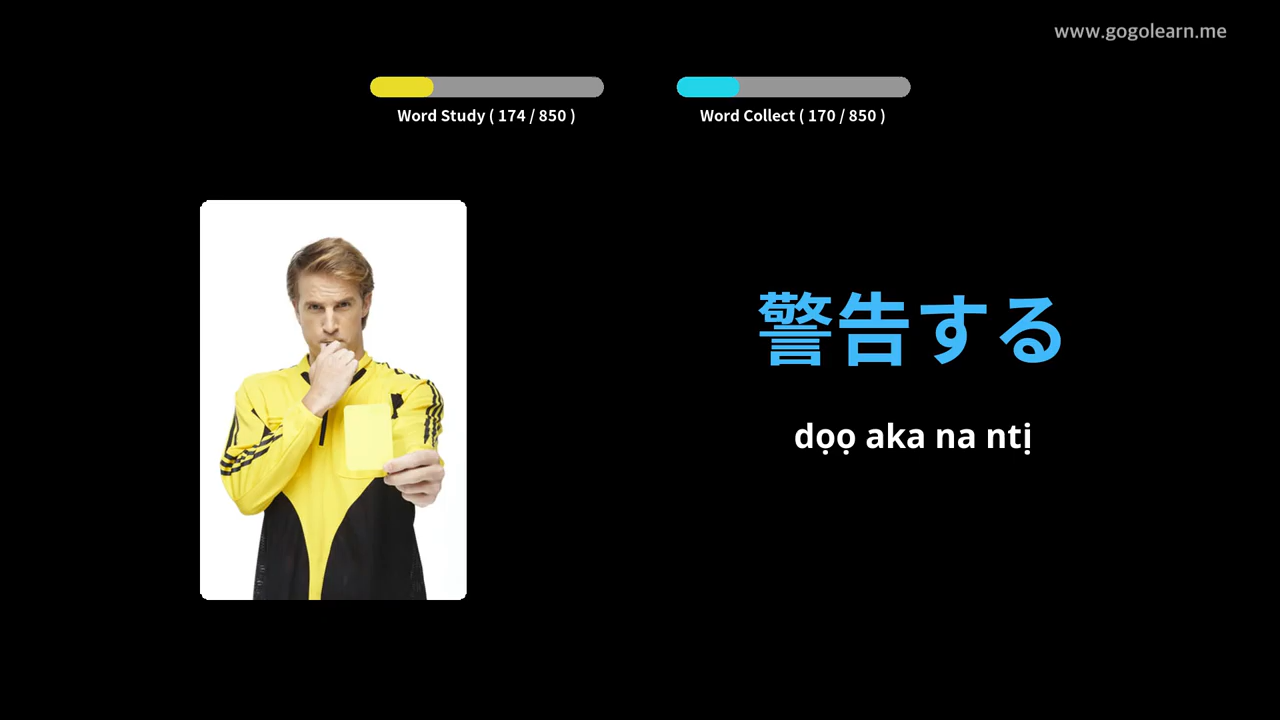 www.gogolearn.me
Word Study ( 174 / 850 )
Word Collect ( 170 / 850 )
警告する
dọọ aka na ntị